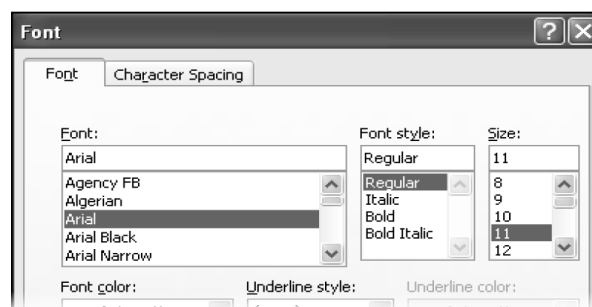 Font
Font Character Spacing
Font: Font style: Size:
Arial Regular 11
Agency FB Regular 8
Algerian Italic 9
Arial Bold 10
Arial Black Bold Italic 11
Arial Narrow 12
Font color: Underline style: Underline color: